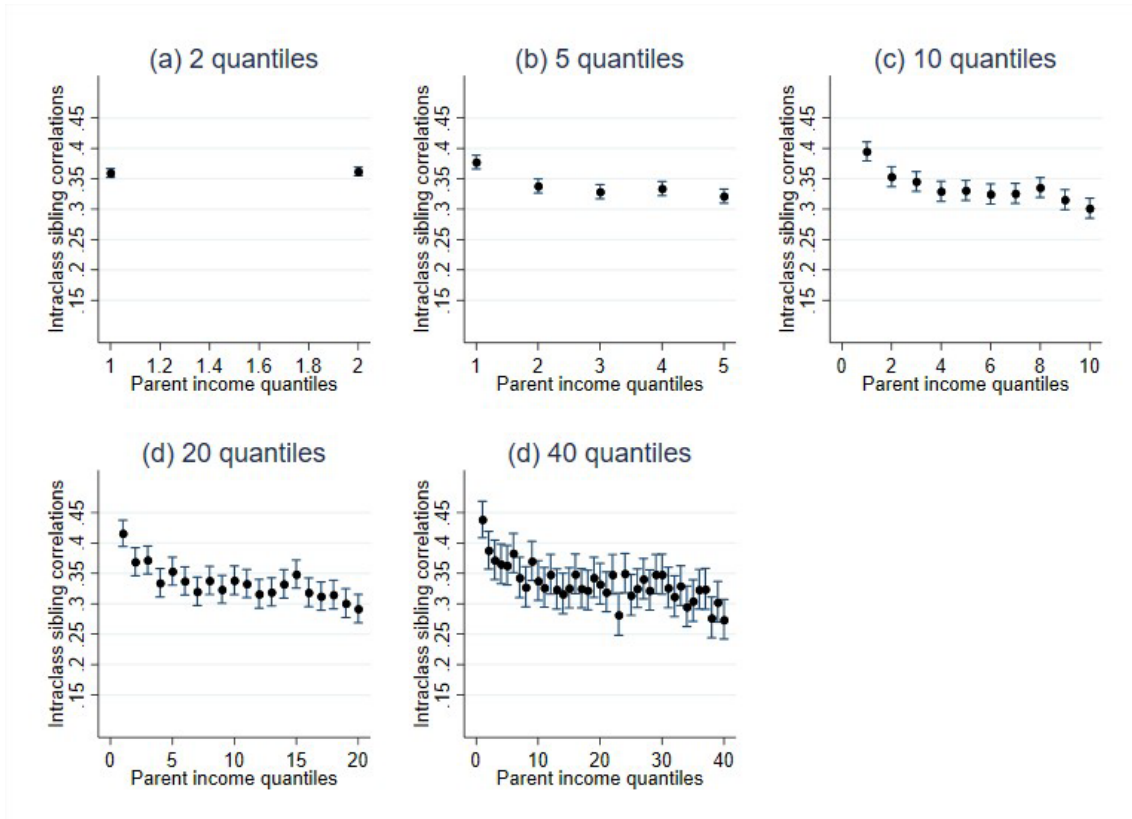 (a) 2 quantiles
Intraclass sibling correlations
.15 .2 .25 .3 .35 .4 .45
1 1.2 1.4 1.6 1.8 2
Parent income quantiles
(b) 5 quantiles
Intraclass sibling correlations
.15 .2 .25 .3 .35 .4 .45
1 2 3 4 5
Parent income quantiles
(c) 10 quantiles
Intraclass sibling correlations
.15 .2 .25 .3 .35 .4 .45
0 2 4 6 8 10
Parent income quantiles
(d) 20 quantiles
Intraclass sibling correlations
.15 .2 .25 .3 .35 .4 .45
0 5 10 15 20
Parent income quantiles
(d) 40 quantiles
Intraclass sibling correlations
.15 .2 .25 .3 .35 .4 .45
0 10 20 30 40
Parent income quantiles